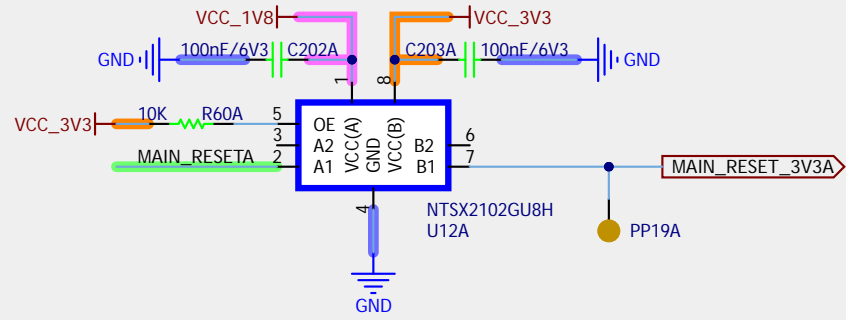 VCC_1V8
VCC_3V3
GND
100nF/6V3
C202A
C203A
100nF/6V3
GND
1
8
VCC_3V3
10K
R60A
5
OE
3
A2
2
A1
MAIN_RESETA
VCC(A)
GND
VCC(B)
B2
6
B1
7
MAIN_RESET_3V3A
4
NTSX2102GU8H
U12A
PP19A
GND